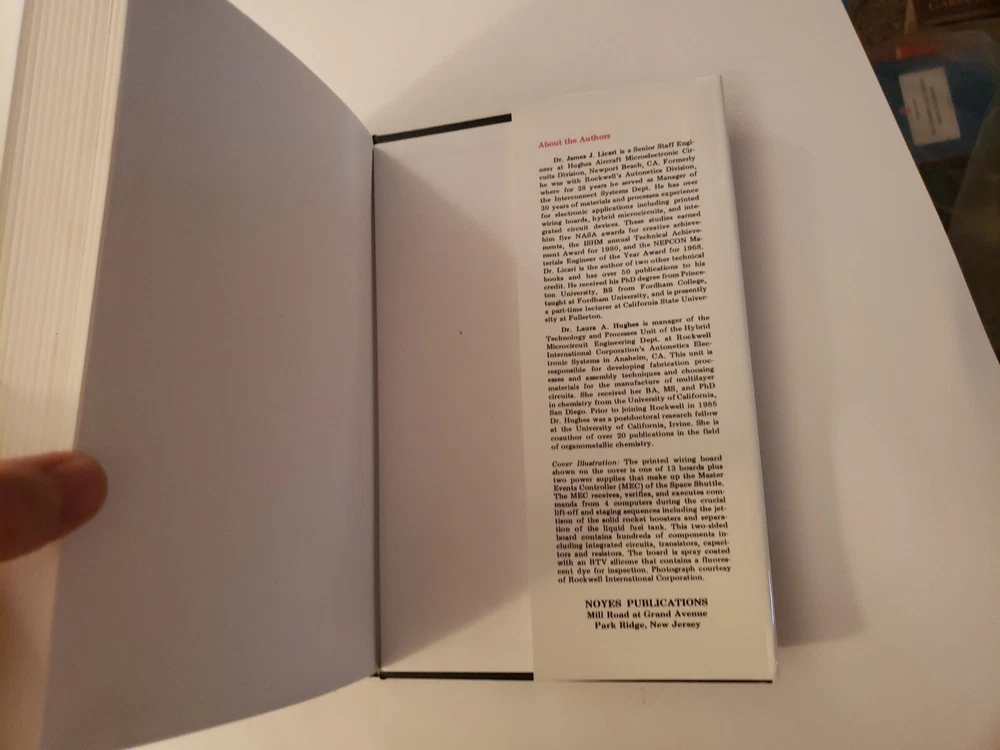 About the Authors
Dr. James J. Licari is a Senior Staff Engi-
neer at Hughes Aircraft Microelectronic Cir-
cuits Division, Newport Beach, CA. Formerly
he was with Rockwell's Autonetics Division,
where for 28 years he served as Manager of
the Interconnect Systems Dept. He has over
30 years of materials and processes experience
for electronic applications including printed
wiring boards, hybrid microcircuits, and inte-
grated circuit devices. These studies earned
him five NASA awards for creative achieve-
ments, the ISHM annual Technical Achieve-
ment Award for 1980, and the NEPCON Ma-
terials Engineer of the Year Award for 1968.
Dr. Licari is the author of two other technical
books and has over 50 publications to his
credit. He received his PhD degree from Prince-
ton University, BS from Fordham College,
taught at Fordham University, and is presently
a part-time lecturer at California State Univer-
sity at Fullerton.
Dr. Laura A. Hughes is manager of the
Technology and Processes Unit of the Hybrid
Microcircuit Engineering Dept. at Rockwell
International Corporation's Autonetics Elec-
tronic Systems in Anaheim, CA. This unit is
responsible for developing fabrication proc-
esses and assembly techniques and choosing
materials for the manufacture of multilayer
circuits. She received her BA, MS, and PhD
in chemistry from the University of California,
San Diego. Prior to joining Rockwell in 1985
Dr. Hughes was a postdoctoral research fellow
at the University of California, Irvine. She is
coauthor of over 20 publications in the field
of organometallic chemistry.
Cover Illustration: The printed wiring board
shown on the cover is one of 13 boards plus
two power supplies that make up the Master
Events Controller (MEC) of the Space Shuttle.
The MEC receives, verifies, and executes com-
mands from 4 computers during the crucial
lift-off and staging sequences including the jet-
tison of the solid rocket boosters and separa-
tion of the liquid fuel tank. This two-sided
board contains hundreds of components in-
cluding integrated circuits, transistors, capaci-
tors and resistors. The board is spray coated
with an RTV silicone that contains a fluores-
cent dye for inspection. Photograph courtesy
of Rockwell International Corporation.
NOYES PUBLICATIONS
Mill Road at Grand Avenue
Park Ridge, New Jersey